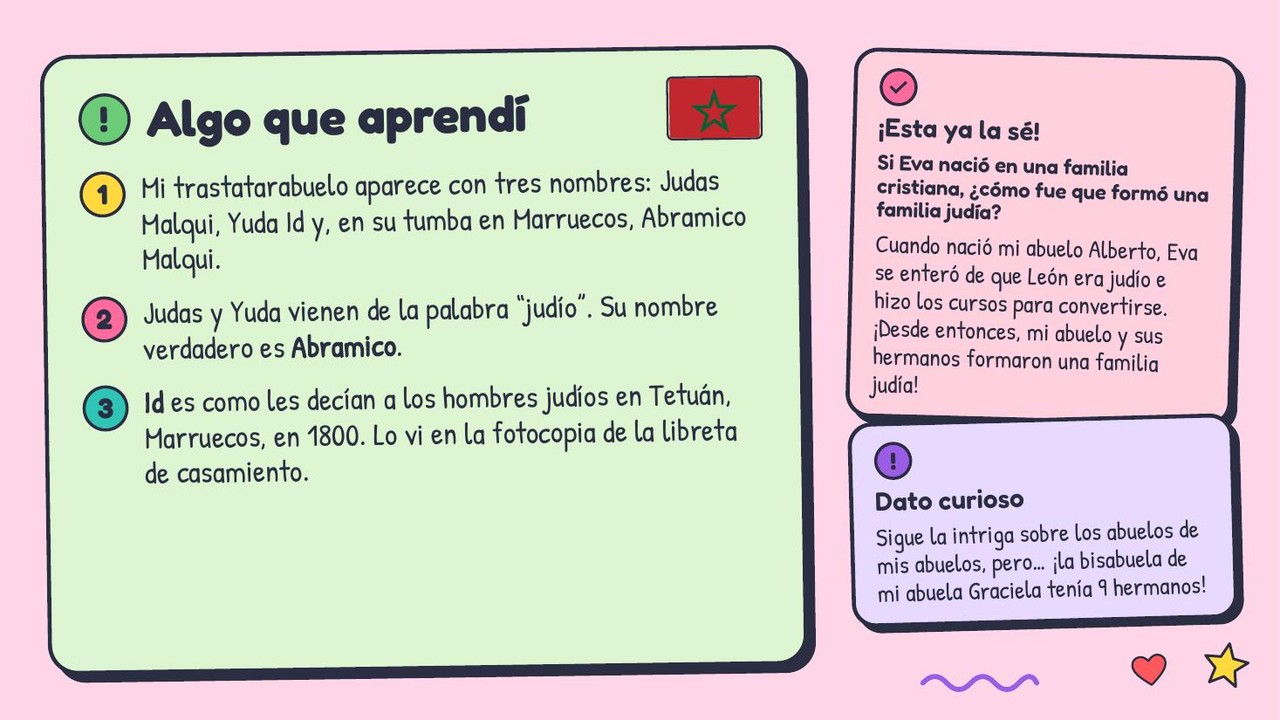 Algo que aprendí
1 Mi trastatarabuelo aparece con tres nombres: Judas
Malqui, Yuda Id y, en su tumba en Marruecos, Abramico
Malqui.
2 Judas y Yuda vienen de la palabra “judío”. Su nombre
verdadero es Abramico.
3 Id es como les decían a los hombres judíos en Tetuán,
Marruecos, en 1800. Lo vi en la fotocopia de la libreta
de casamiento.
¡Esta ya la sé!
Si Eva nació en una familia
cristiana, ¿cómo fue que formó una
familia judía?
Cuando nació mi abuelo Alberto, Eva
se enteró de que León era judío e
hizo los cursos para convertirse.
¡Desde entonces, mi abuelo y sus
hermanos formaron una familia
judía!
!
Dato curioso
Sigue la intriga sobre los abuelos de
mis abuelos, pero... ¡la bisabuela de
mi abuela Graciela tenía 9 hermanos!